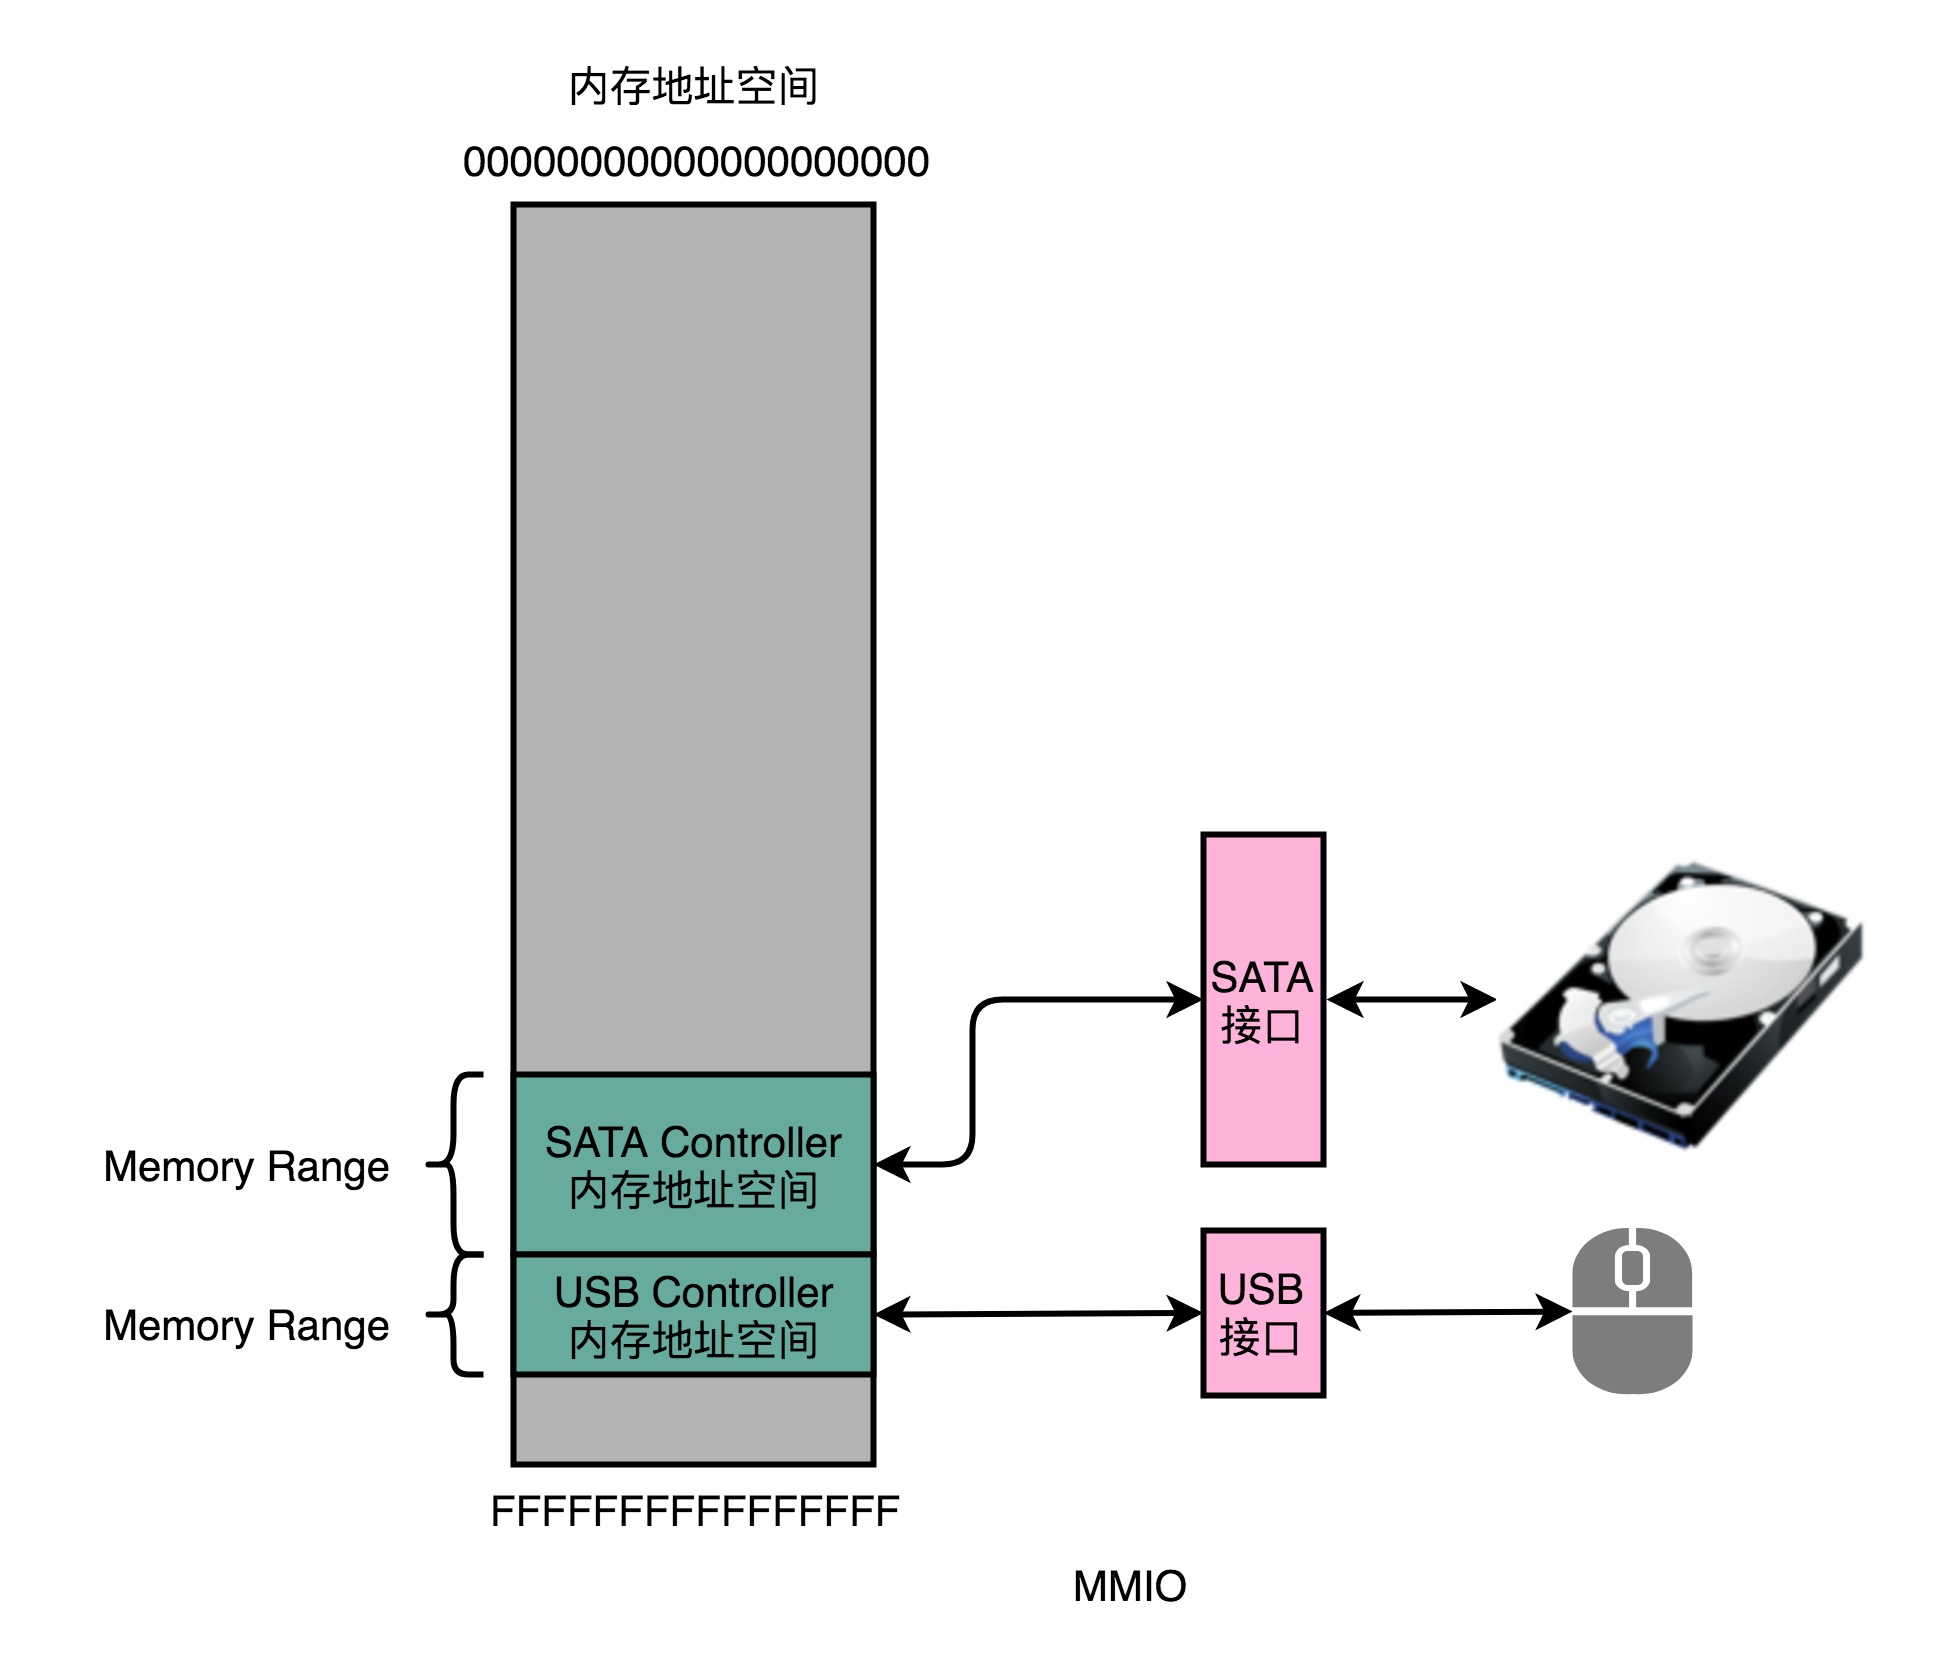 内存地址空间
00000000000000000000
SATA
接口
SATA Controller
内存地址空间
Memory Range
USB Controller
内存地址空间
Memory Range
USB
接口
FFFFFFFFFFFFFFFF
MMIO